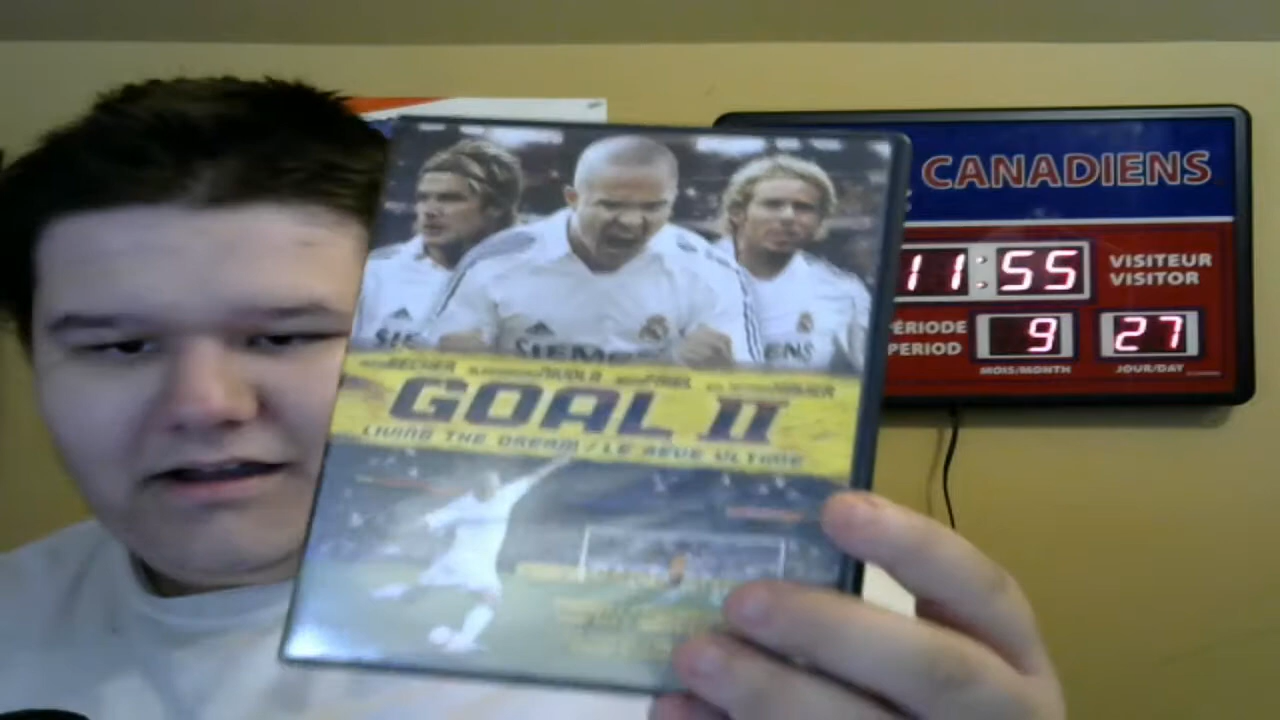 CANADIENS
11:55
VISITEUR
VISITOR
PÉRIODE
PERIOD
9
27
MOIS/MONTH
JOUR/DAY
SIEMENS
GOAL II
LIVING THE DREAM / LE RÊVE ULTIME